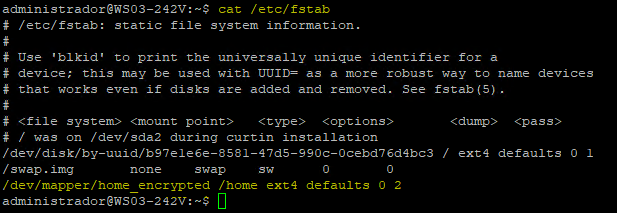 administrador@WS03-242V:~$ cat /etc/fstab
# /etc/fstab: static file system information.
#
# Use 'blkid' to print the universally unique identifier for a
# device; this may be used with UUID= as a more robust way to name devices
# that works even if disks are added and removed. See fstab(5).
#
# <file system> <mount point>   <type>  <options>       <dump>  <pass>
# / was on /dev/sda2 during curtin installation
/dev/disk/by-uuid/b97e1e6e-8581-47d5-990c-0cebd76d4bc3 / ext4 defaults 0 1
/swap.img       none    swap    sw      0       0
/dev/mapper/home_encrypted /home ext4 defaults 0 2
administrador@WS03-242V:~$